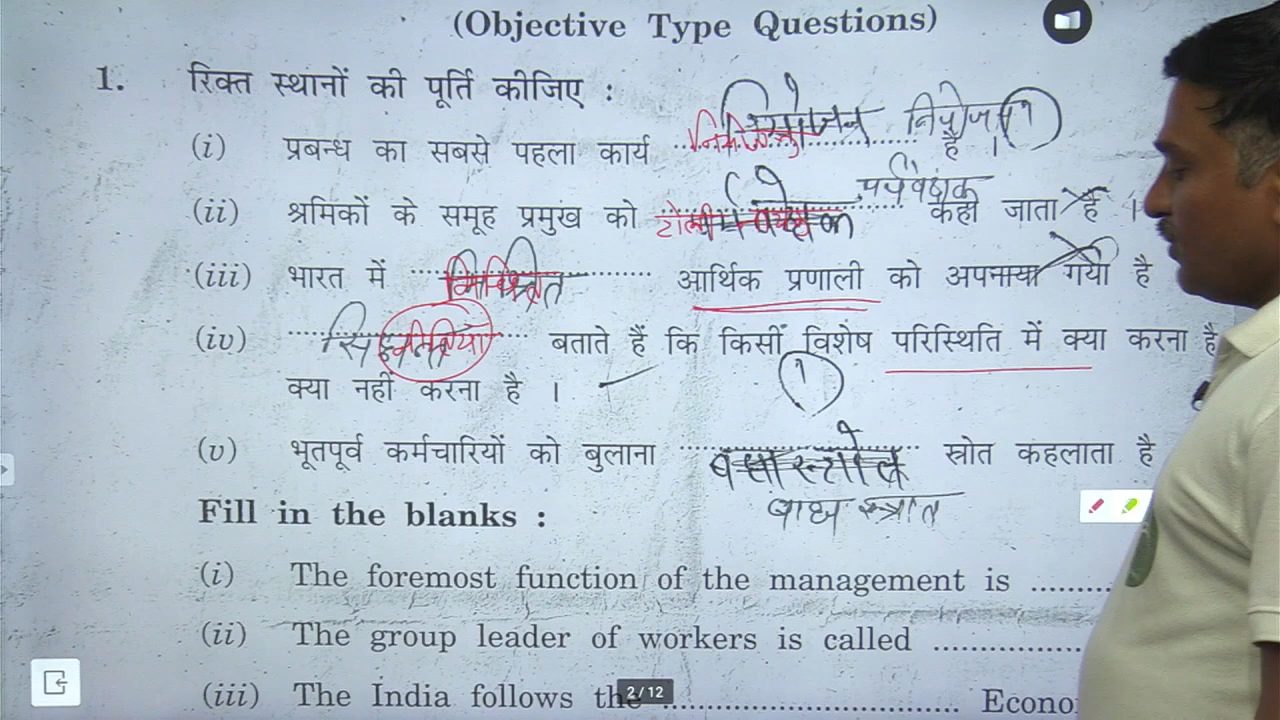 (Objective Type Questions)
1. रिक्त स्थानों की पूर्ति कीजिए :
नियोजन
(i) प्रबन्ध का सबसे पहला कार्य .................... है ।
पर्यवेक्षक
(ii) श्रमिकों के समूह प्रमुख को .................... कहा जाता है ।
(iii) भारत में .................... आर्थिक प्रणाली को अपनाया गया है
(iv) .................... बताते हैं कि किसी विशेष परिस्थिति में क्या करना है
क्या नहीं करना है ।
(v) भूतपूर्व कर्मचारियों को बुलाना .................... स्रोत कहलाता है
Fill in the blanks :
(i) The foremost function of the management is .........
(ii) The group leader of workers is called ................
(iii) The India follows the .............................. Econo
2/12